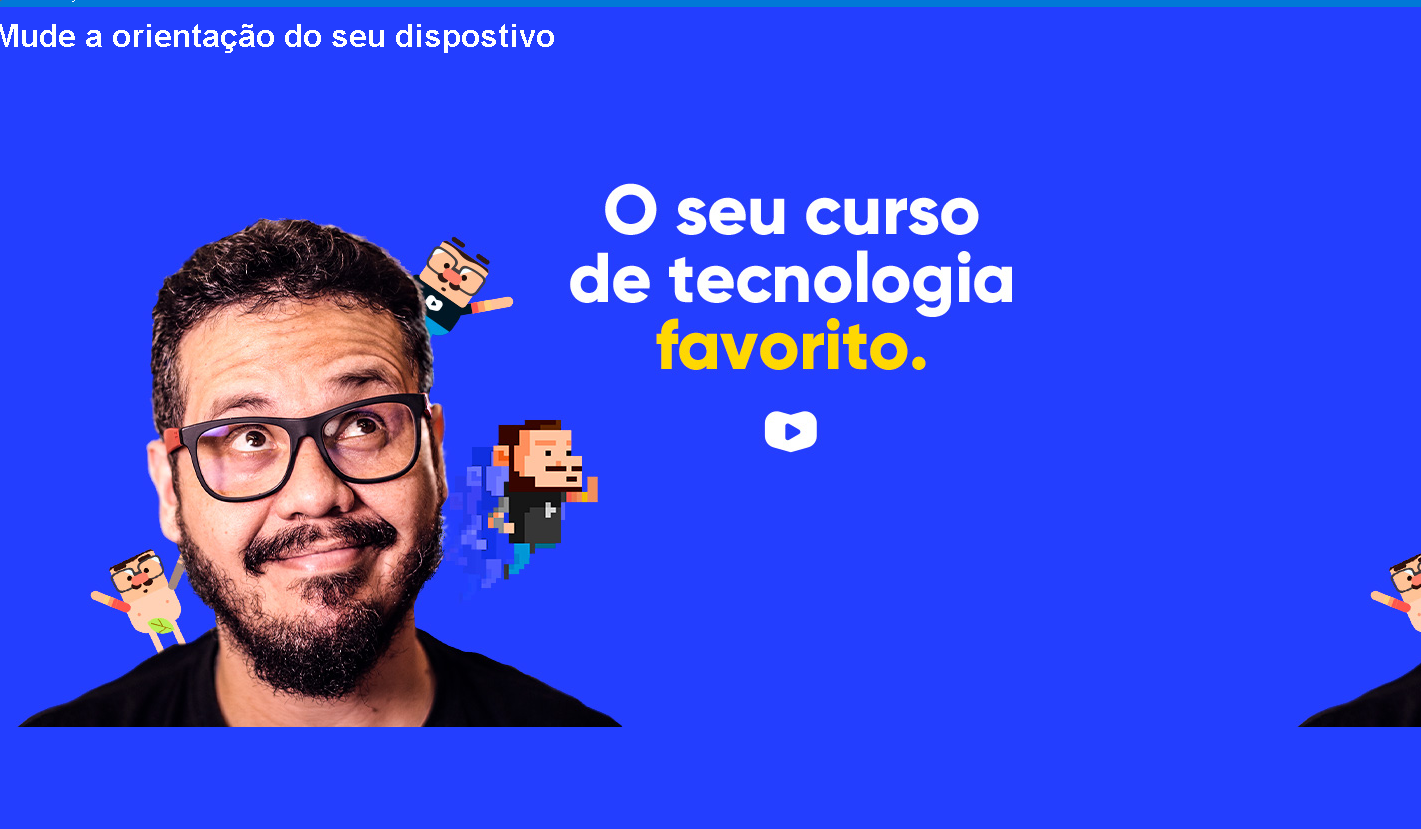 Mude a orientação do seu dispostivo
O seu curso
de tecnologia
favorito.